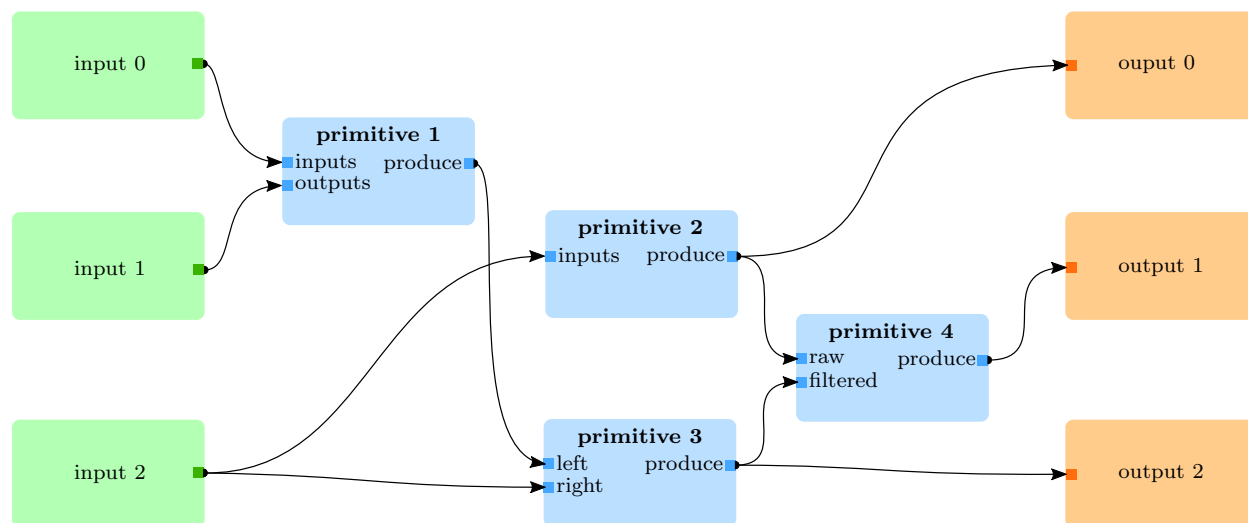 input 0
ouput 0
primitive 1
inputs
produce
outputs
input 1
primitive 2
inputs
produce
output 1
primitive 4
raw
produce
filtered
primitive 3
left
produce
right
input 2
output 2